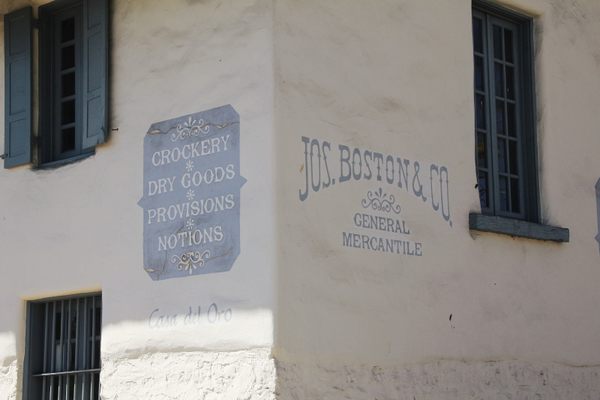 CROCKERY
DRY GOODS
PROVISIONS
NOTIONS
Casa del Oro
JOS. BOSTON & CO.
GENERAL
MERCANTILE